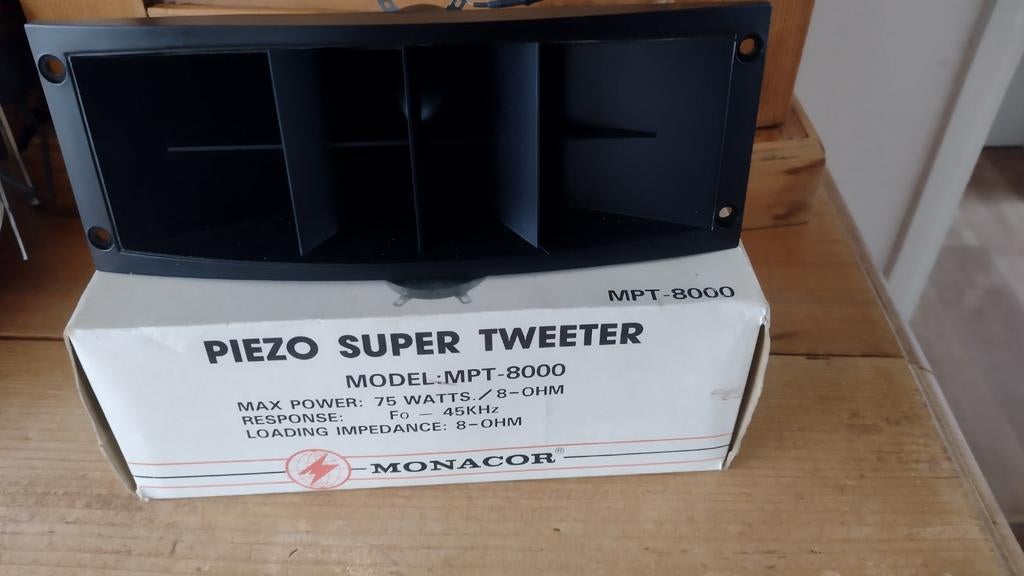 MPT-8000
PIEZO SUPER TWEETER
MODEL:MPT-8000
MAX POWER: 75 WATTS./8-OHM
RESPONSE: Fo – 45KHz
LOADING IMPEDANCE: 8-OHM
MONACOR®